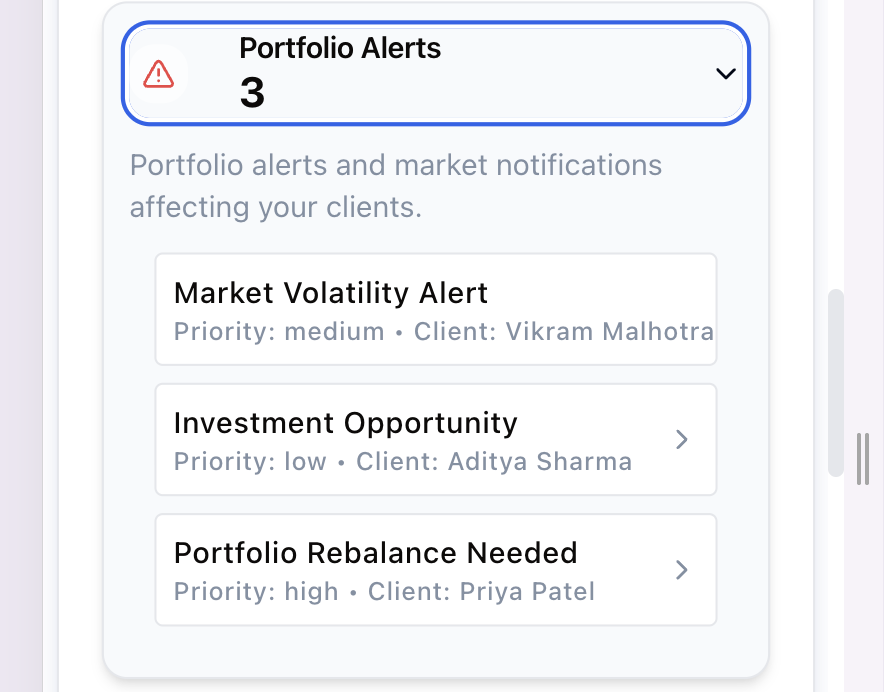 Portfolio Alerts
3
Portfolio alerts and market notifications
affecting your clients.
Market Volatility Alert
Priority: medium • Client: Vikram Malhotra
Investment Opportunity
Priority: low • Client: Aditya Sharma
Portfolio Rebalance Needed
Priority: high • Client: Priya Patel